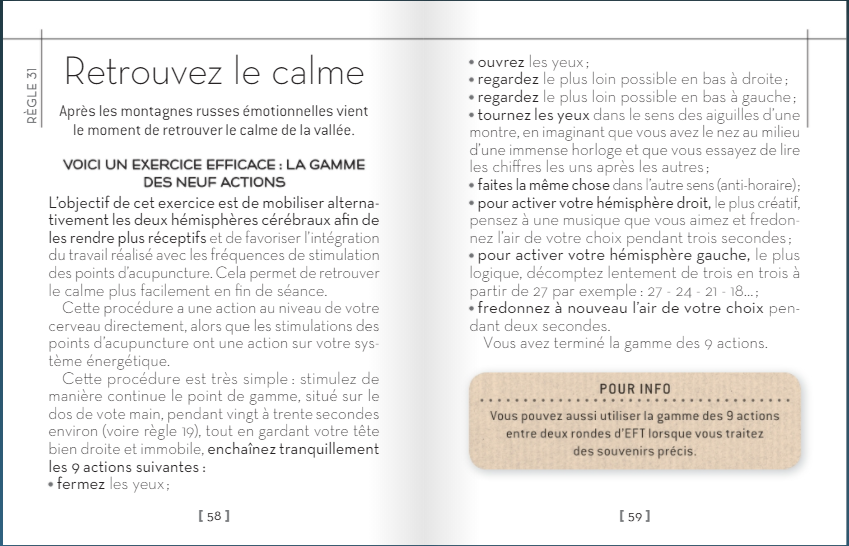 RÈGLE 31
Retrouvez le calme
Après les montagnes russes émotionnelles vient
le moment de retrouver le calme de la vallée.
VOICI UN EXERCICE EFFICACE : LA GAMME
DES NEUF ACTIONS
L'objectif de cet exercice est de mobiliser alterna-
tivement les deux hémisphères cérébraux afin de
les rendre plus réceptifs et de favoriser l'intégration
du travail réalisé avec les fréquences de stimulation
des points d'acupuncture. Cela permet de retrouver
le calme plus facilement en fin de séance.
Cette procédure a une action au niveau de votre
cerveau directement, alors que les stimulations des
points d'acupuncture ont une action sur votre sys-
tème énergétique.
Cette procédure est très simple : stimulez de
manière continue le point de gamme, situé sur le
dos de vote main, pendant vingt à trente secondes
environ (voire règle 19), tout en gardant votre tête
bien droite et immobile, enchaînez tranquillement
les 9 actions suivantes :
• fermez les yeux ;
[ 58 ]
• ouvrez les yeux ;
• regardez le plus loin possible en bas à droite ;
• regardez le plus loin possible en bas à gauche ;
• tournez les yeux dans le sens des aiguilles d'une
montre, en imaginant que vous avez le nez au milieu
d'une immense horloge et que vous essayez de lire
les chiffres les uns après les autres ;
• faites la même chose dans l'autre sens (anti-horaire) ;
• pour activer votre hémisphère droit, le plus créatif,
pensez à une musique que vous aimez et fredon-
nez l'air de votre choix pendant trois secondes ;
• pour activer votre hémisphère gauche, le plus
logique, décomptez lentement de trois en trois à
partir de 27 par exemple : 27 - 24 - 21 - 18... ;
• fredonnez à nouveau l'air de votre choix pen-
dant deux secondes.
Vous avez terminé la gamme des 9 actions.
POUR INFO
Vous pouvez aussi utiliser la gamme des 9 actions
entre deux rondes d'EFT lorsque vous traitez
des souvenirs précis.
[ 59 ]